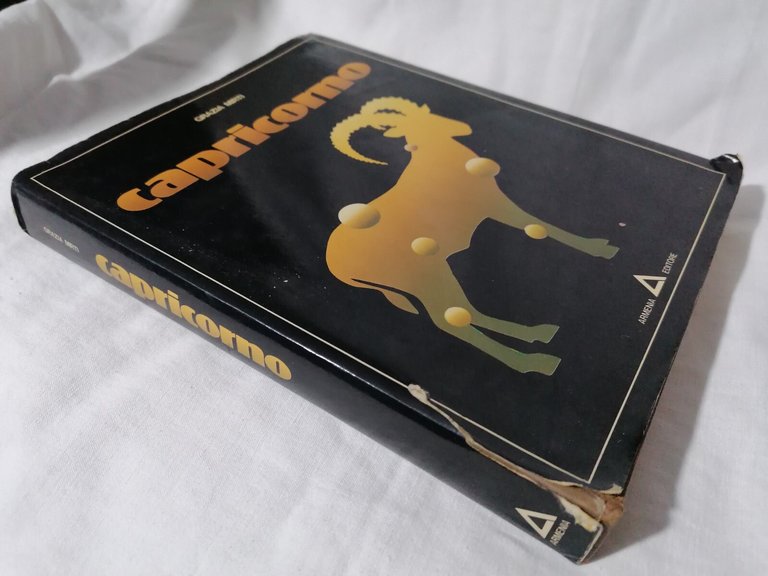 GRAZIA MIRTI
capricorno
ARMENIA
EDITORE
GRAZIA MIRTI
capricorno
ARMENIA